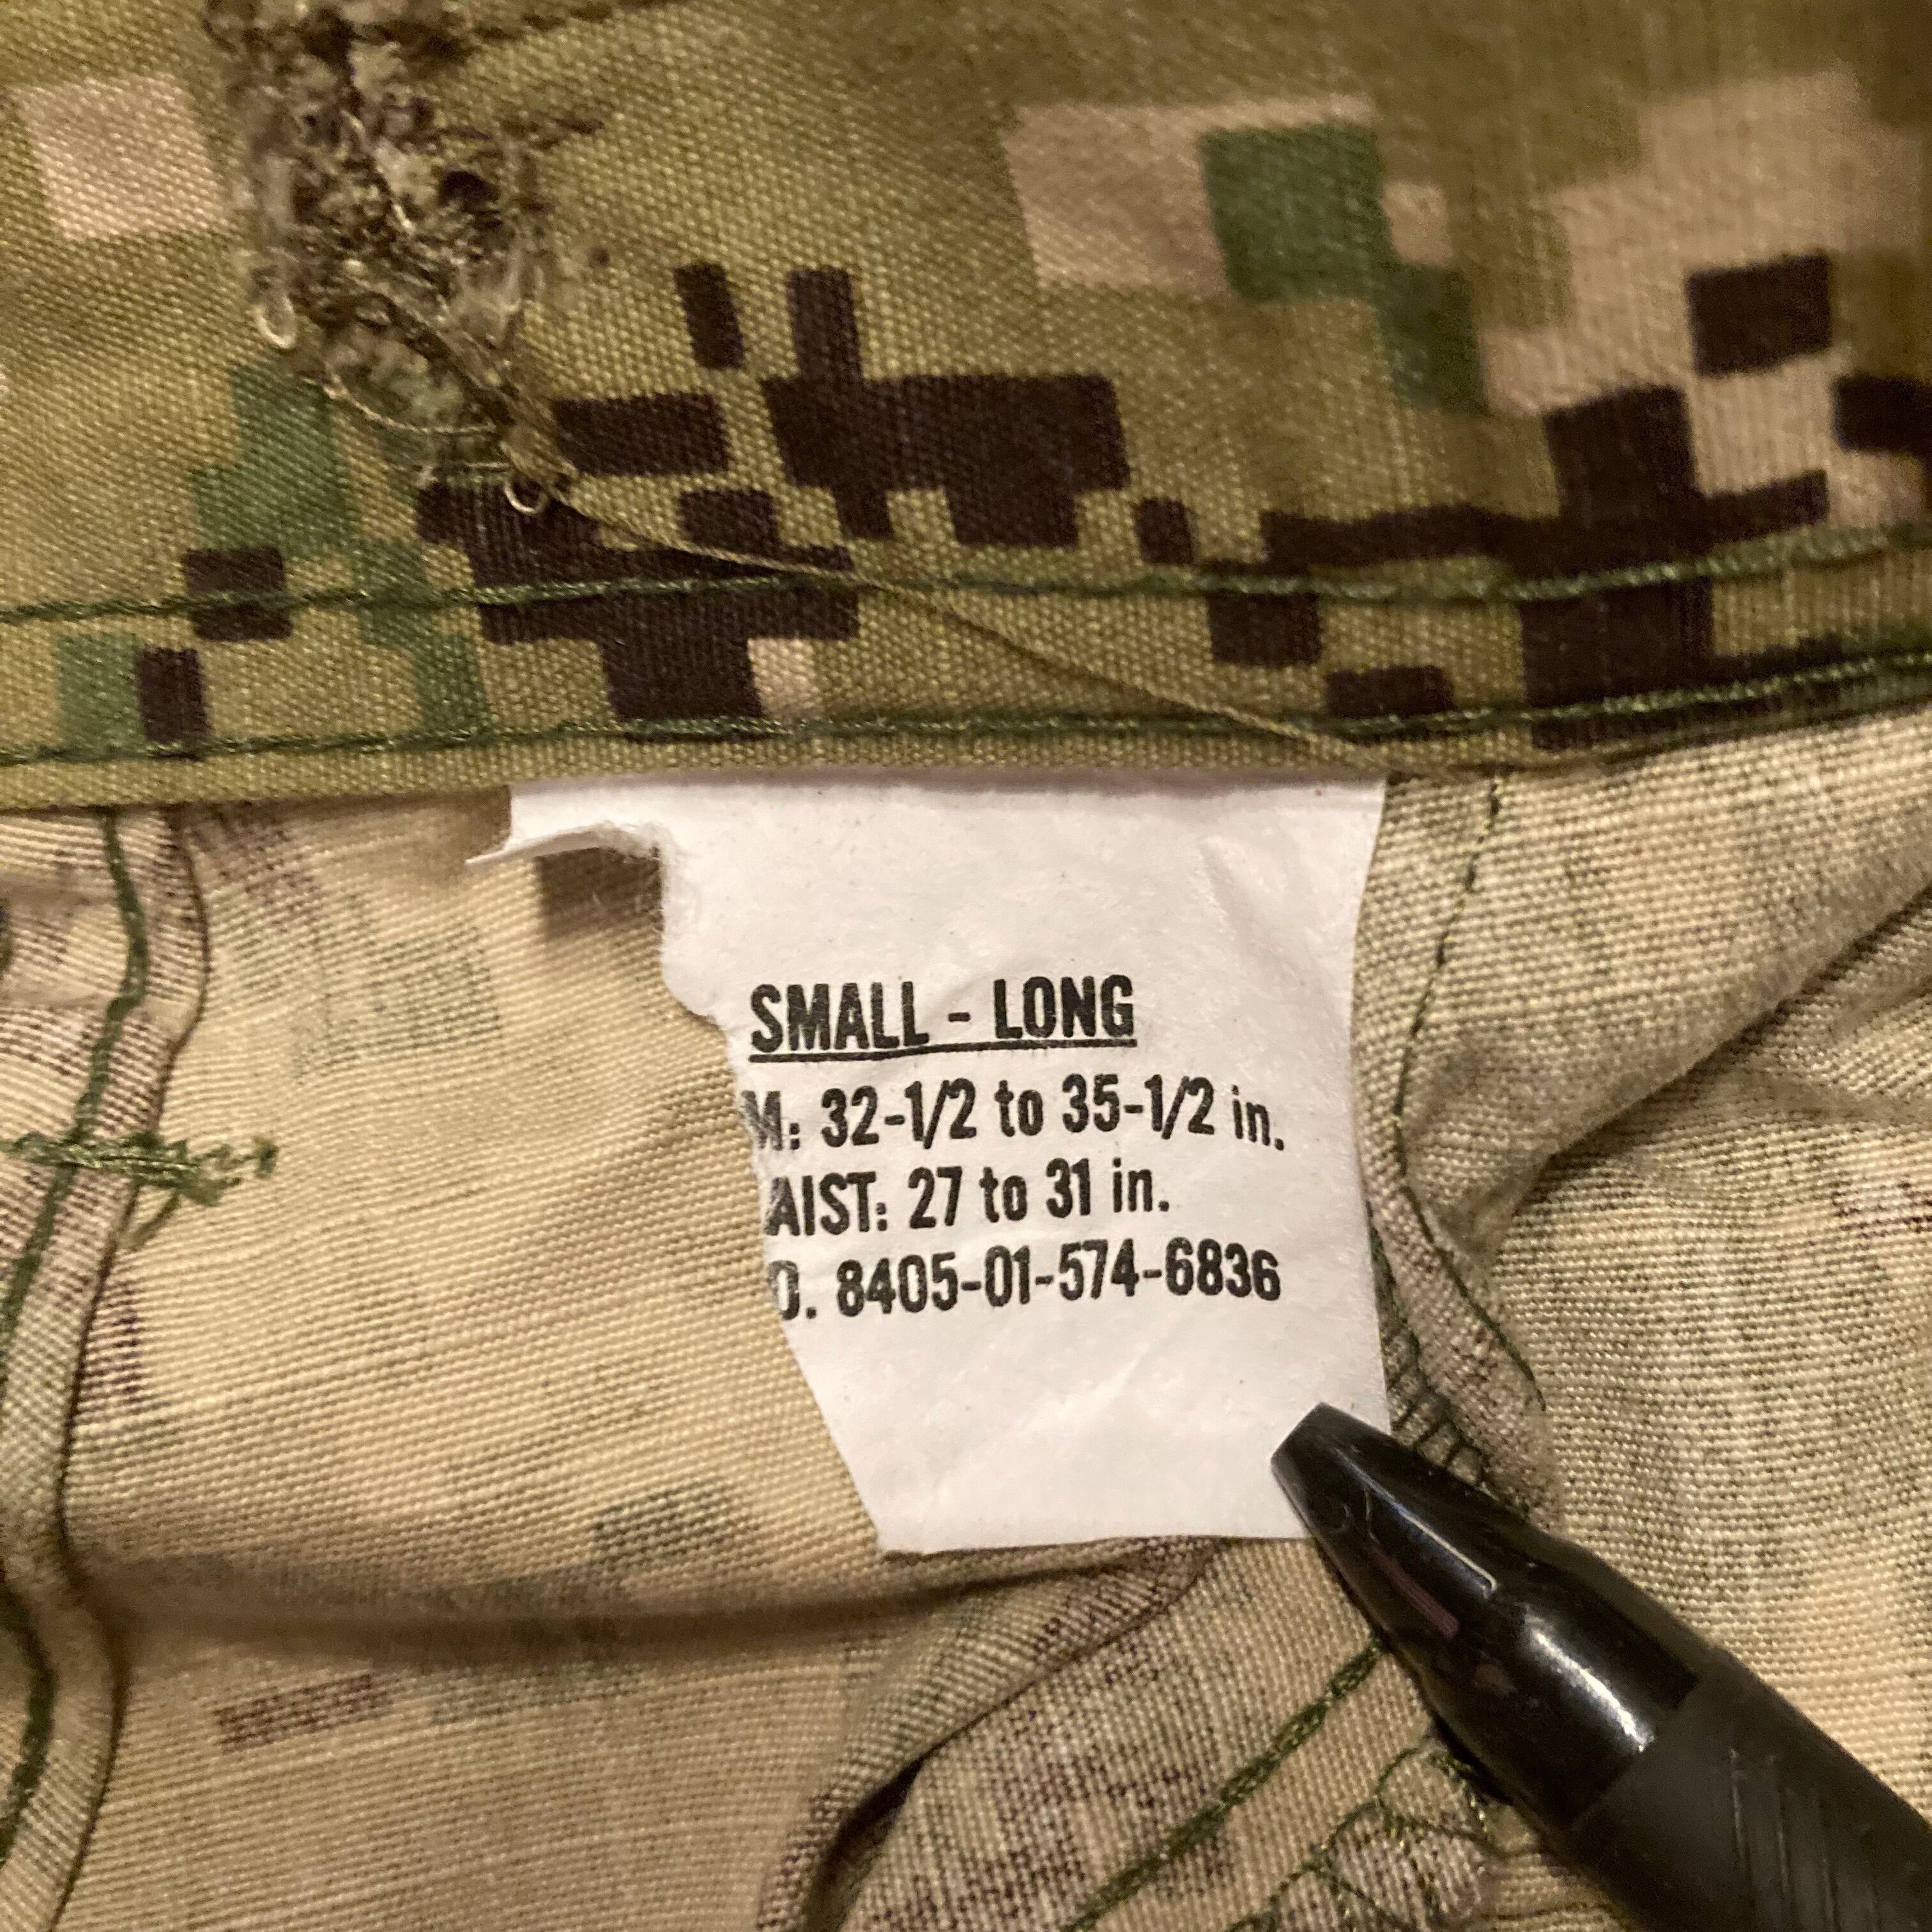 SMALL - LONG
M: 32-1/2 to 35-1/2 in.
AIST: 27 to 31 in.
O. 8405-01-574-6836